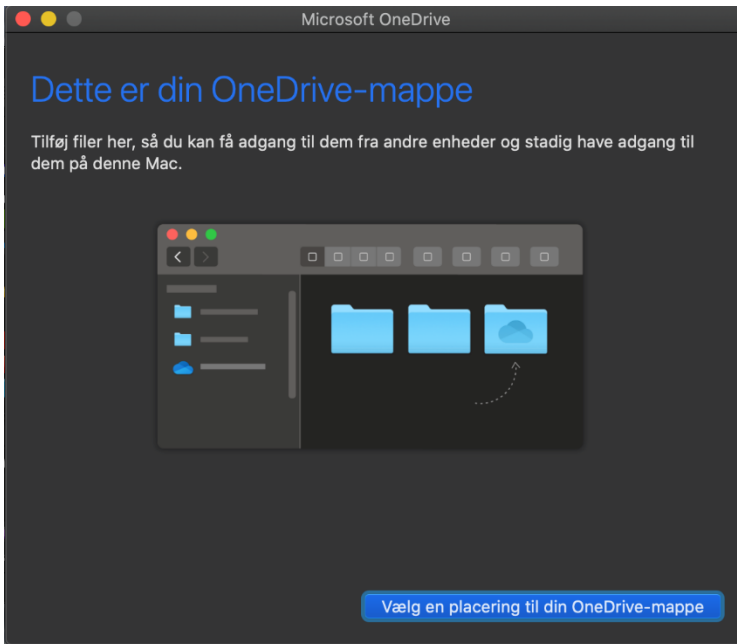 Microsoft OneDrive
Dette er din OneDrive-mappe
Tilføj filer her, så du kan få adgang til dem fra andre enheder og stadig have adgang til
dem på denne Mac.
Vælg en placering til din OneDrive-mappe